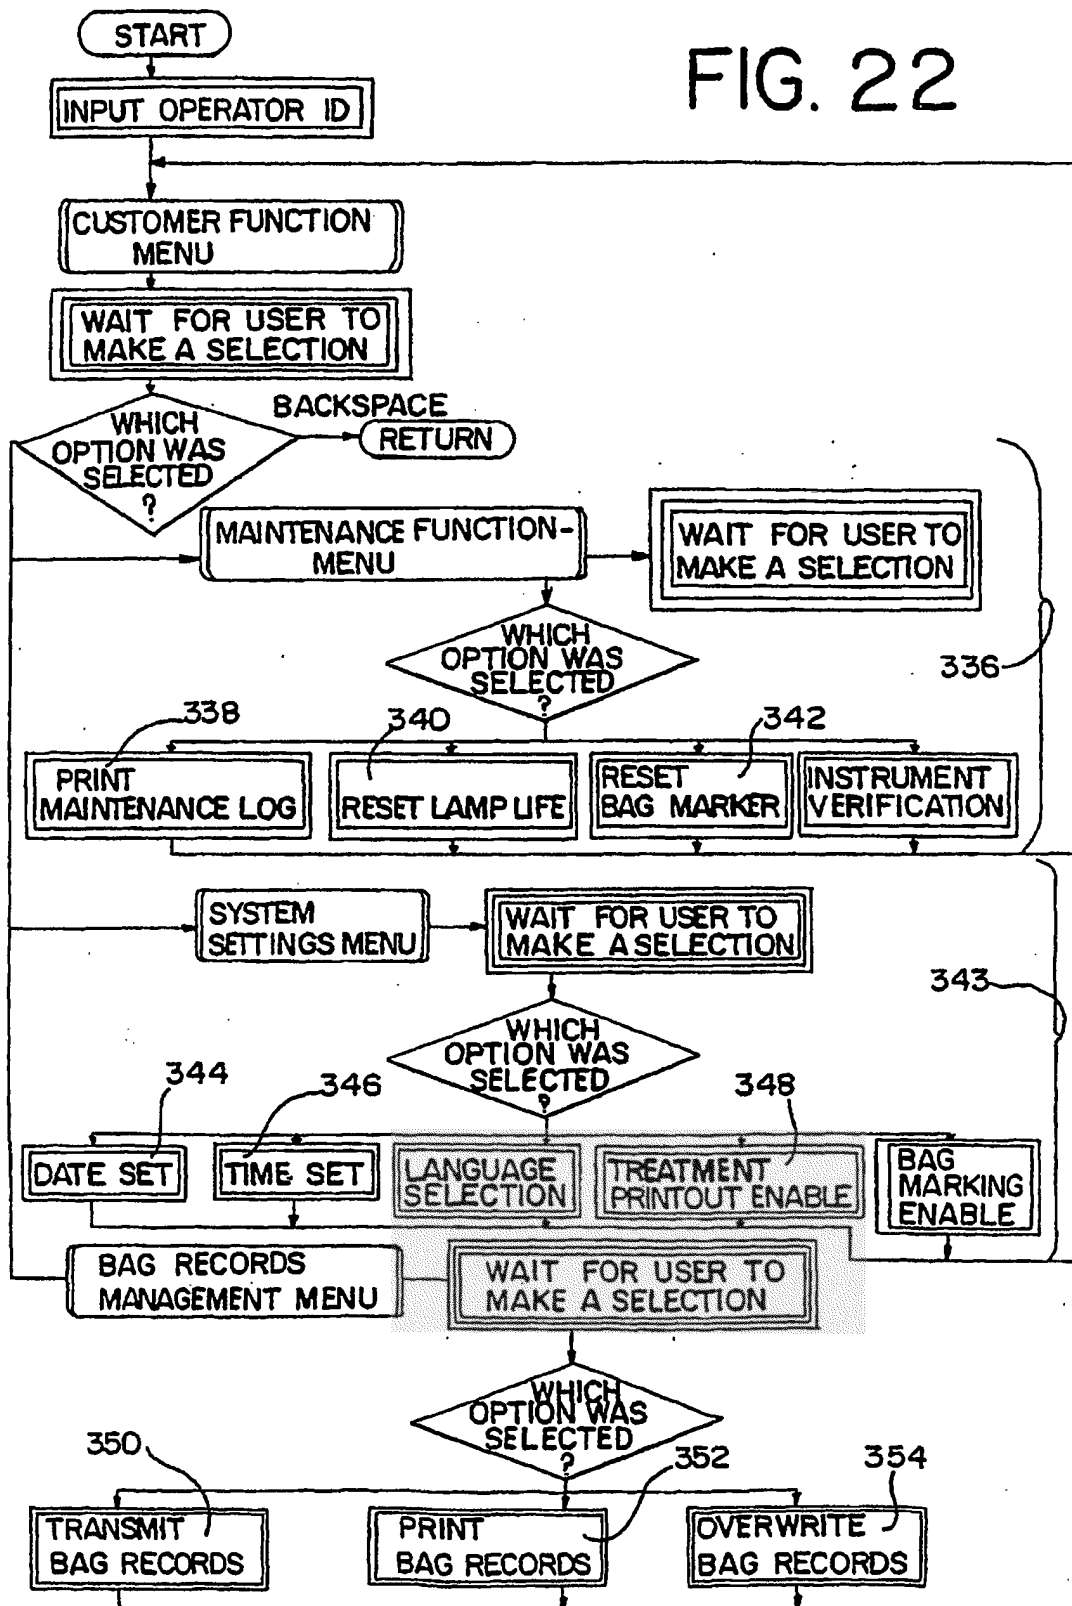 START
FIG. 22
INPUT OPERATOR ID
CUSTOMER FUNCTION
MENU
WAIT FOR USER TO
MAKE A SELECTION
BACKSPACE
RETURN
WHICH
OPTION WAS
SELECTED
?
MAINTENANCE FUNCTION-
MENU
WAIT FOR USER TO
MAKE A SELECTION
WHICH
OPTION WAS
SELECTED
?
336
338
340
342
PRINT
MAINTENANCE LOG
RESET LAMP LIFE
RESET
BAG MARKER
INSTRUMENT
VERIFICATION
SYSTEM
SETTINGS MENU
WAIT FOR USER TO
MAKE A SELECTION
343
WHICH
OPTION WAS
SELECTED
?
344
346
348
DATE SET
TIME SET
LANGUAGE
SELECTION
TREATMENT
PRINTOUT ENABLE
BAG
MARKING
ENABLE
BAG RECORDS
MANAGEMENT MENU
WAIT FOR USER TO
MAKE A SELECTION
WHICH
OPTION WAS
SELECTED
?
350
352
354
TRANSMIT
BAG RECORDS
PRINT
BAG RECORDS
OVERWRITE
BAG RECORDS